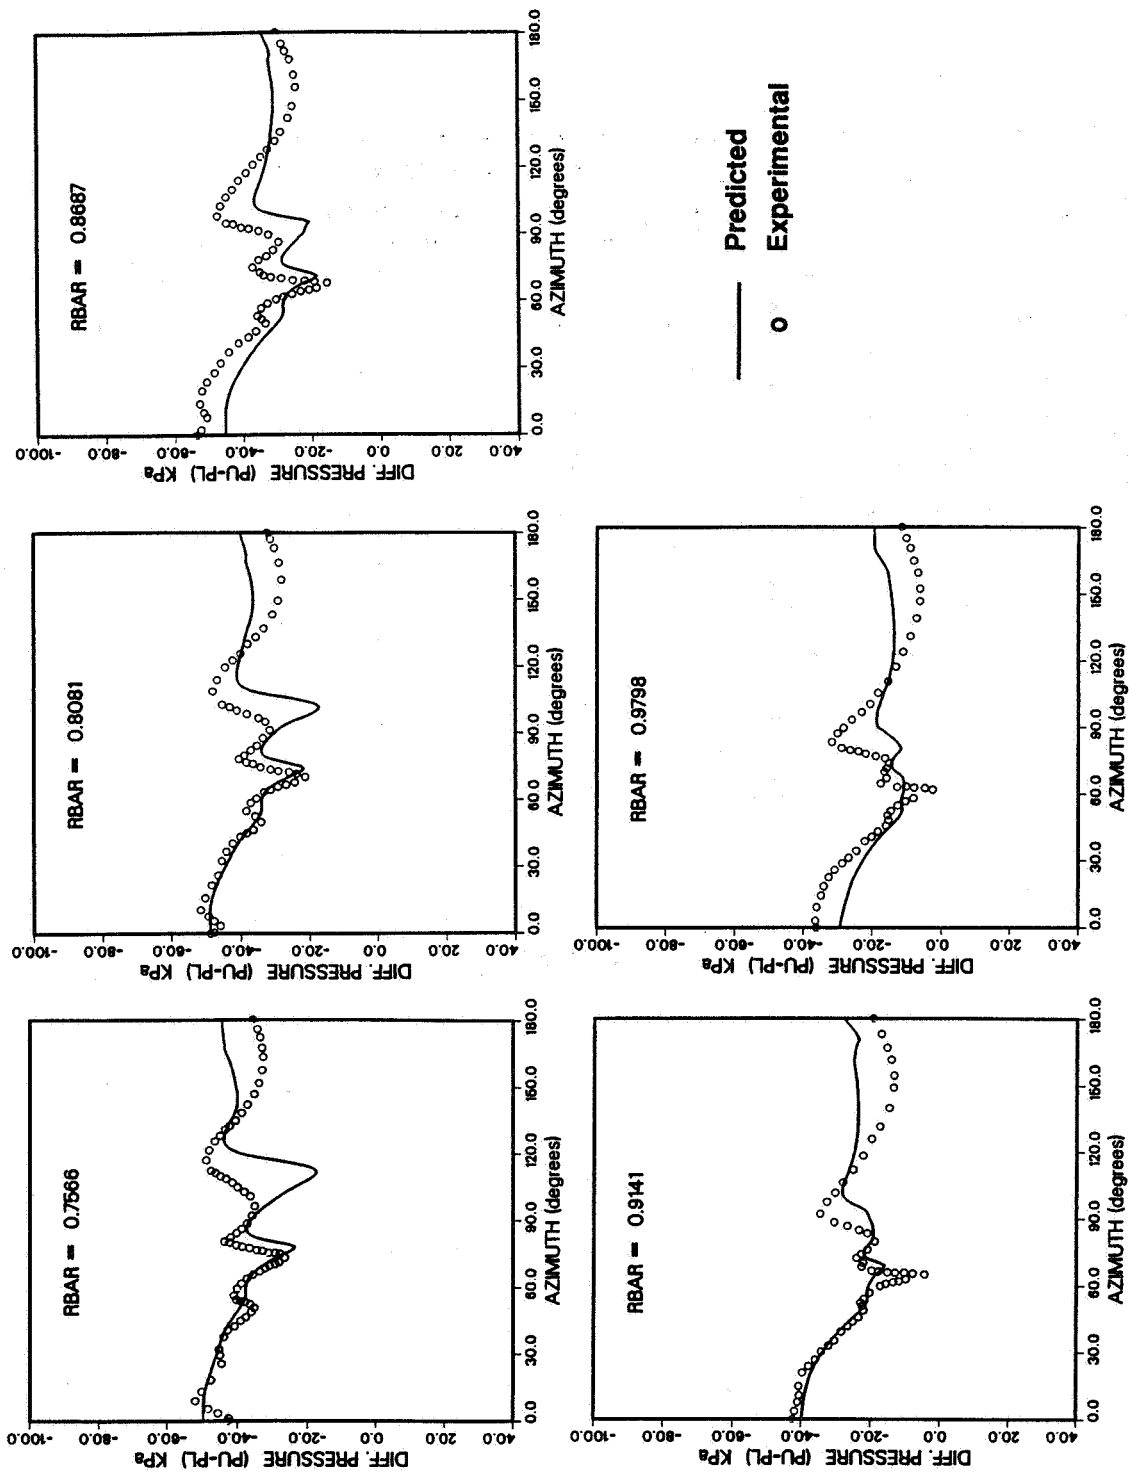 RBAR = 0.7566
-100.0
-80.0
-60.0
-40.0
-20.0
0.0
20.0
40.0
DIFF. PRESSURE (PU-PL) KPa
0.0 30.0 60.0 90.0 120.0 150.0 180.0
AZIMUTH (degrees)
RBAR = 0.8081
-100.0
-80.0
-60.0
-40.0
-20.0
0.0
20.0
40.0
DIFF. PRESSURE (PU-PL) KPa
0.0 30.0 60.0 90.0 120.0 150.0 180.0
AZIMUTH (degrees)
RBAR = 0.8687
-100.0
-80.0
-60.0
-40.0
-20.0
0.0
20.0
40.0
DIFF. PRESSURE (PU-PL) KPa
0.0 30.0 60.0 90.0 120.0 150.0 180.0
AZIMUTH (degrees)
RBAR = 0.9141
-100.0
-80.0
-60.0
-40.0
-20.0
0.0
20.0
40.0
DIFF. PRESSURE (PU-PL) KPa
0.0 30.0 60.0 90.0 120.0 150.0 180.0
AZIMUTH (degrees)
RBAR = 0.9798
-100.0
-80.0
-60.0
-40.0
-20.0
0.0
20.0
40.0
DIFF. PRESSURE (PU-PL) KPa
0.0 30.0 60.0 90.0 120.0 150.0 180.0
AZIMUTH (degrees)
Predicted
Experimental